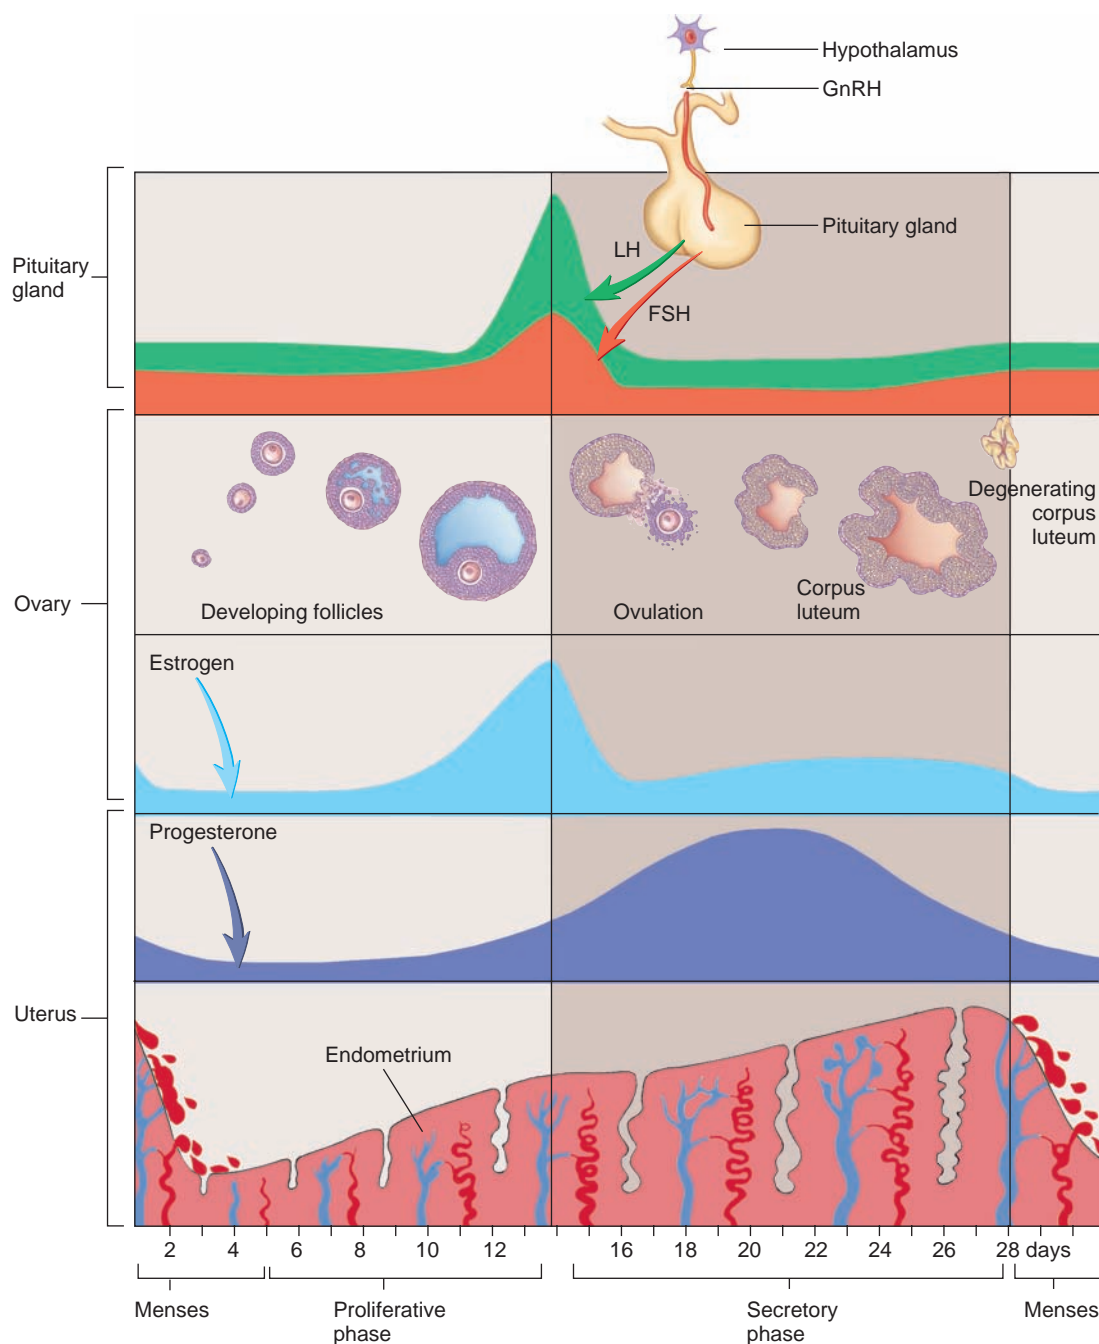 Hypothalamus
GnRH
Pituitary gland
LH
FSH
Pituitary
gland
Degenerating
corpus
luteum
Corpus
luteum
Ovulation
Developing follicles
Ovary
Estrogen
Progesterone
Uterus
Endometrium
2 4 6 8 10 12 16 18 20 22 24 26 28 days
Menses
Proliferative
phase
Secretory
phase
Menses